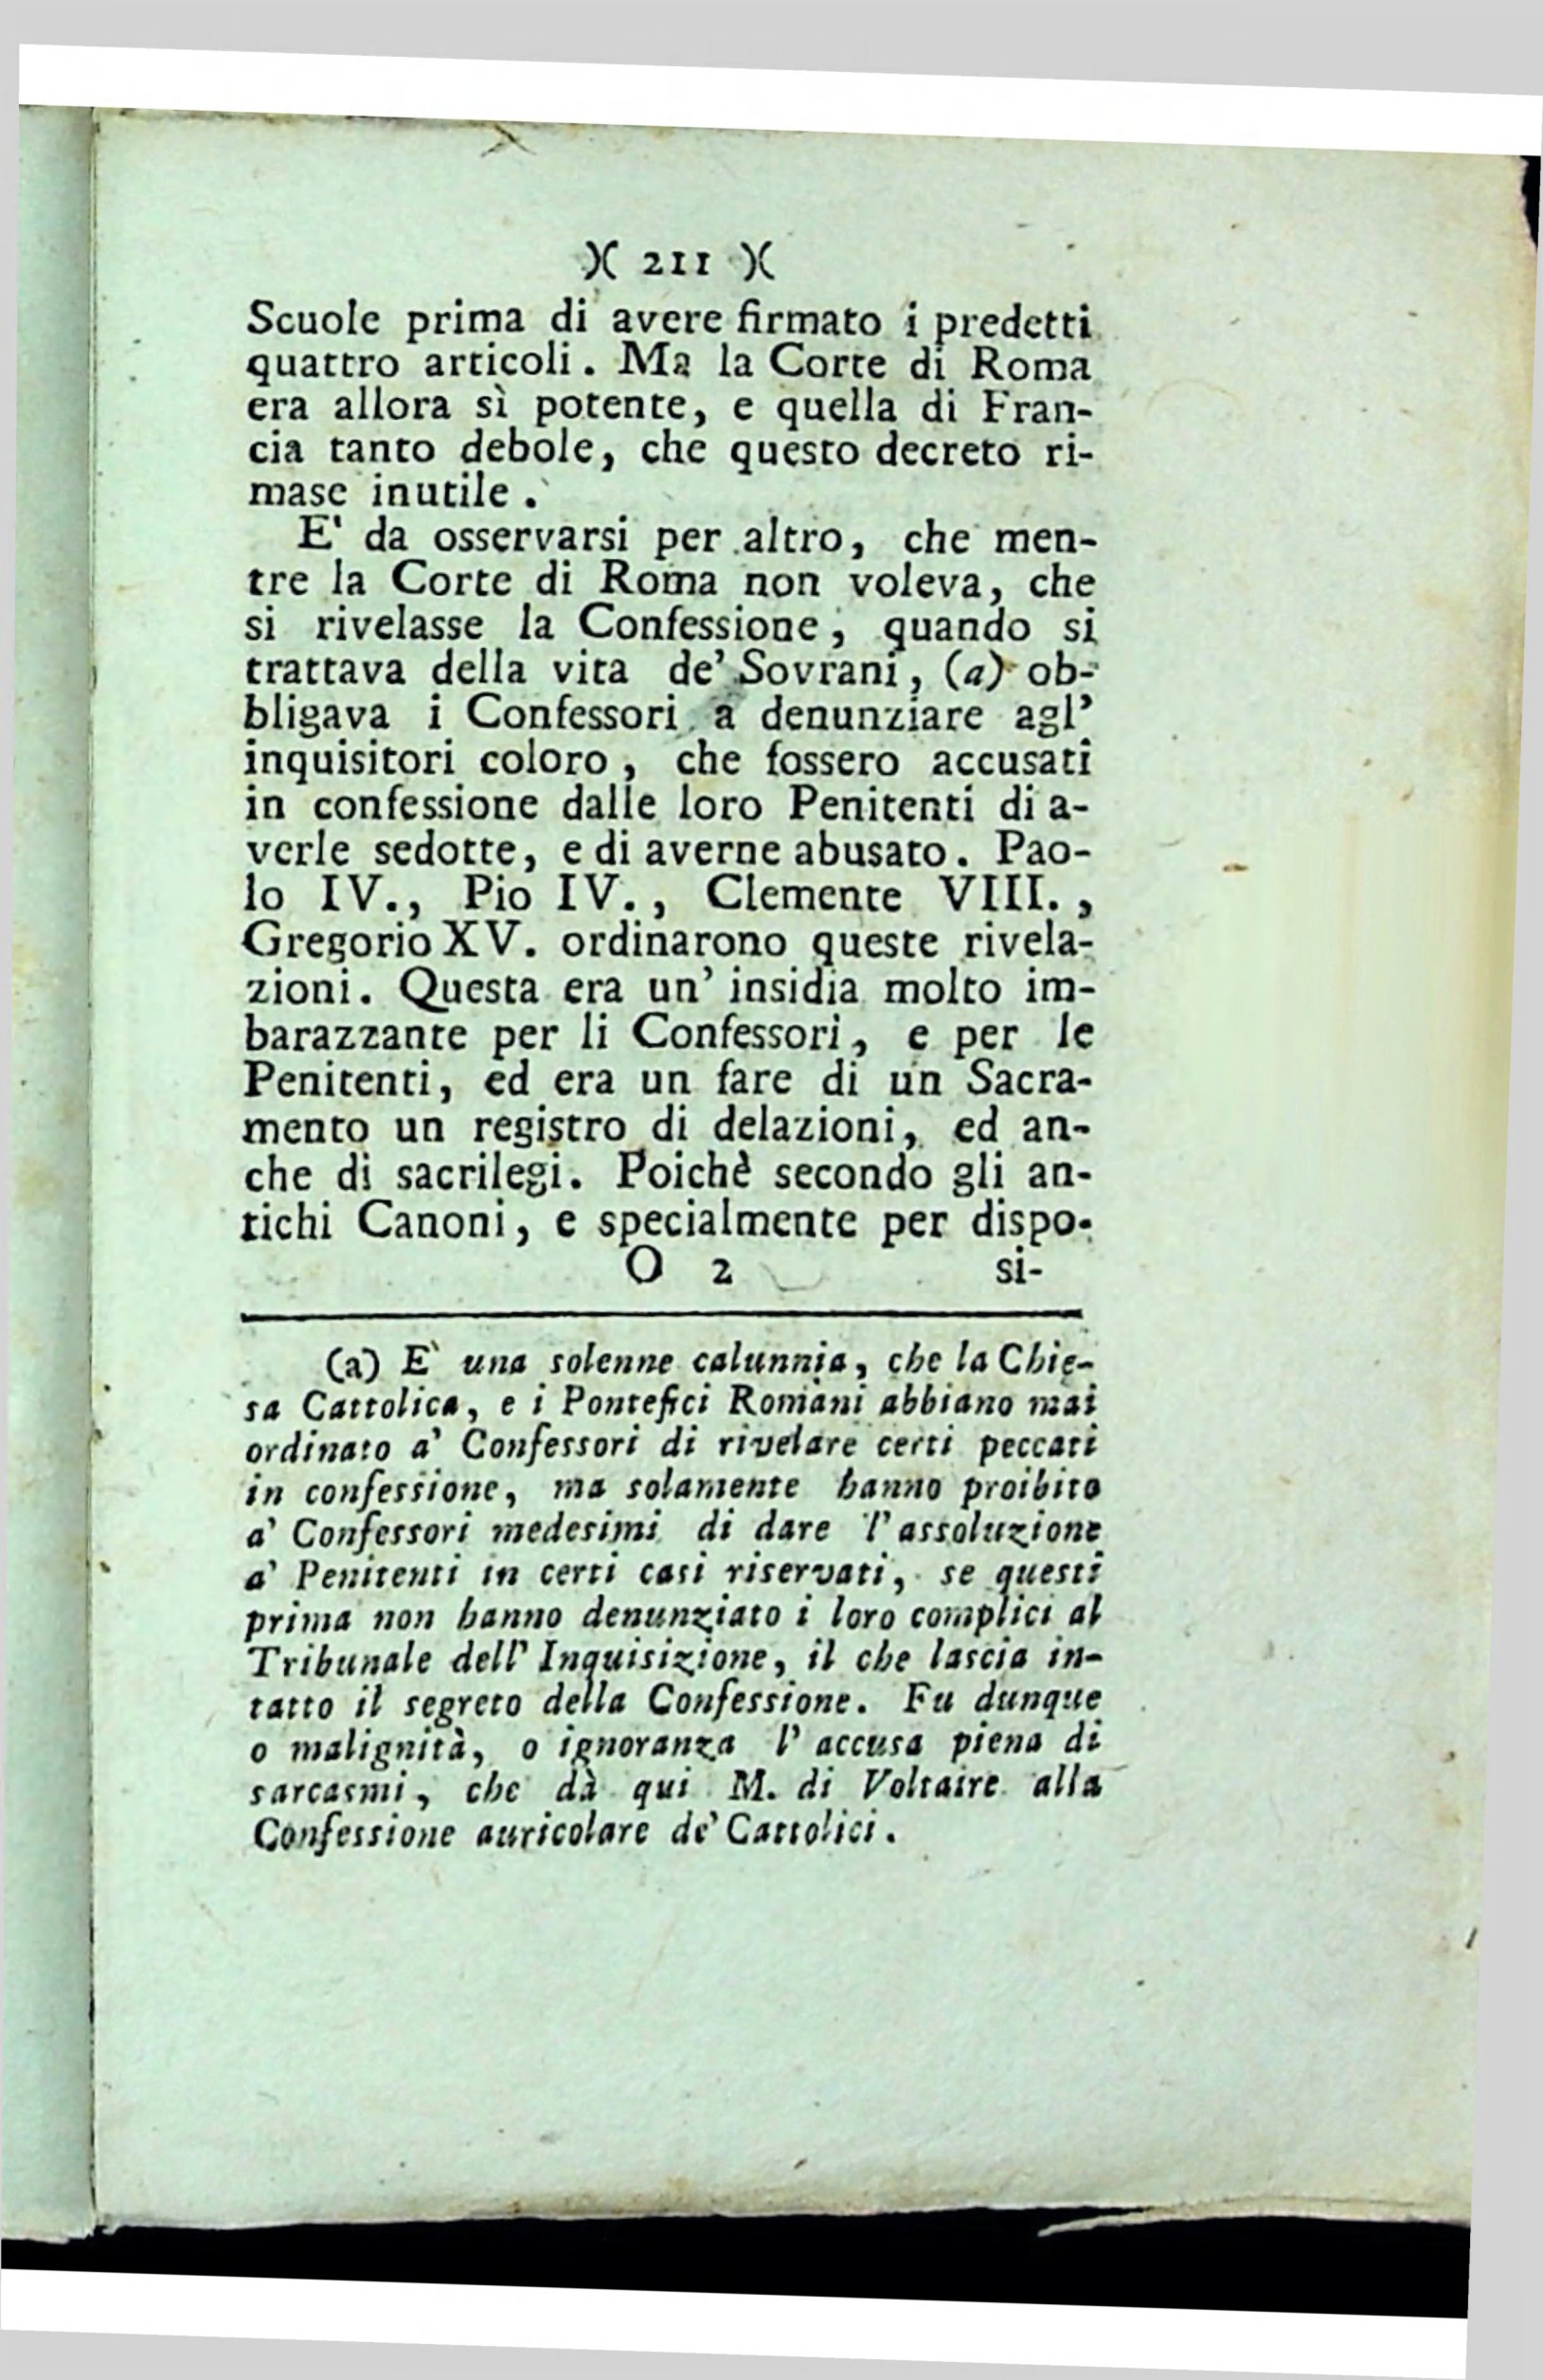 )( 211 )(
Scuole prima di avere firmato i predetti
quattro articoli. Ma la Corte di Roma
era allora sì potente, e quella di Fran-
cia tanto debole, che questo decreto ri-
mase inutile.
E' da osservarsi per altro, che men-
tre la Corte di Roma non voleva, che
si rivelasse la Confessione, quando si
trattava della vita de' Sovrani, (a) ob-
bligava i Confessori a denunziare agl'
inquisitori coloro, che fossero accusati
in confessione dalle loro Penitenti di a-
verle sedotte, e di averne abusato. Pao-
lo IV., Pio IV., Clemente VIII.,
Gregorio XV. ordinarono queste rivela-
zioni. Questa era un' insidia molto im-
barazzante per li Confessori, e per le
Penitenti, ed era un fare di un Sacra-
mento un registro di delazioni, ed an-
che di sacrilegi. Poichè secondo gli an-
tichi Canoni, e specialmente per dispo-
O 2 si-
(a) E' una solenne calunnia, che la Chie-
sa Cattolica, e i Pontefici Romani abbiano mai
ordinato a' Confessori di rivelare certi peccati
in confessione, ma solamente hanno proibito
a' Confessori medesimi di dare l' assoluzione
a' Penitenti in certi casi riservati, se questi
prima non hanno denunziato i loro complici al
Tribunale dell' Inquisizione, il che lascia in-
tatto il segreto della Confessione. Fu dunque
o malignità, o ignoranza l' accusa piena di
sarcasmi, che dà qui M. di Voltaire alla
Confessione auricolare de' Cattolici.